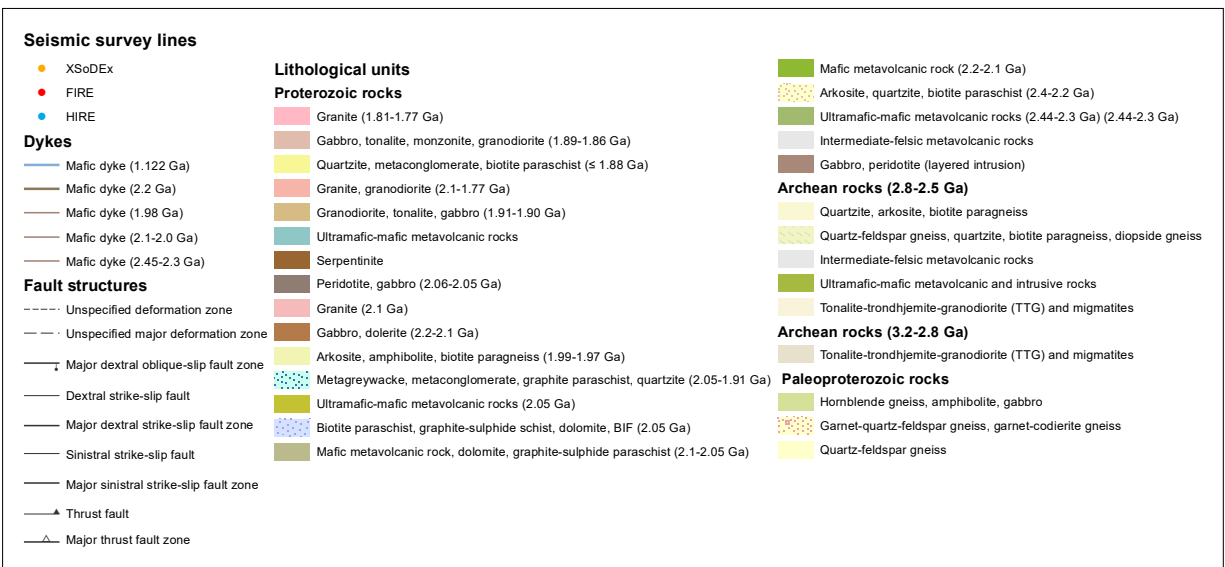 Seismic survey lines
XSoDEx
FIRE
HIRE
Dykes
Mafic dyke (1.122 Ga)
Mafic dyke (2.2 Ga)
Mafic dyke (1.98 Ga)
Mafic dyke (2.1-2.0 Ga)
Mafic dyke (2.45-2.3 Ga)
Fault structures
Unspecified deformation zone
Unspecified major deformation zone
Major dextral oblique-slip fault zone
Dextral strike-slip fault
Major dextral strike-slip fault zone
Sinistral strike-slip fault
Major sinistral strike-slip fault zone
Thrust fault
Major thrust fault zone
Lithological units
Proterozoic rocks
Granite (1.81-1.77 Ga)
Gabbro, tonalite, monzonite, granodiorite (1.89-1.86 Ga)
Quartzite, metaconglomerate, biotite paraschist (≤ 1.88 Ga)
Granite, granodiorite (2.1-1.77 Ga)
Granodiorite, tonalite, gabbro (1.91-1.90 Ga)
Ultramafic-mafic metavolcanic rocks
Serpentinite
Peridotite, gabbro (2.06-2.05 Ga)
Granite (2.1 Ga)
Gabbro, dolerite (2.2-2.1 Ga)
Arkosite, amphibolite, biotite paragneiss (1.99-1.97 Ga)
Metagreywacke, metaconglomerate, graphite paraschist, quartzite (2.05-1.91 Ga)
Ultramafic-mafic metavolcanic rocks (2.05 Ga)
Biotite paraschist, graphite-sulphide schist, dolomite, BIF (2.05 Ga)
Mafic metavolcanic rock, dolomite, graphite-sulphide paraschist (2.1-2.05 Ga)
Mafic metavolcanic rock (2.2-2.1 Ga)
Arkosite, quartzite, biotite paraschist (2.4-2.2 Ga)
Ultramafic-mafic metavolcanic rocks (2.44-2.3 Ga) (2.44-2.3 Ga)
Intermediate-felsic metavolcanic rocks
Gabbro, peridotite (layered intrusion)
Archean rocks (2.8-2.5 Ga)
Quartzite, arkosite, biotite paragneiss
Quartz-feldspar gneiss, quartzite, biotite paragneiss, diopside gneiss
Intermediate-felsic metavolcanic rocks
Ultramafic-mafic metavolcanic and intrusive rocks
Tonalite-trondhjemite-granodiorite (TTG) and migmatites
Archean rocks (3.2-2.8 Ga)
Tonalite-trondhjemite-granodiorite (TTG) and migmatites
Paleoproterozoic rocks
Hornblende gneiss, amphibolite, gabbro
Garnet-quartz-feldspar gneiss, garnet-codierite gneiss
Quartz-feldspar gneiss